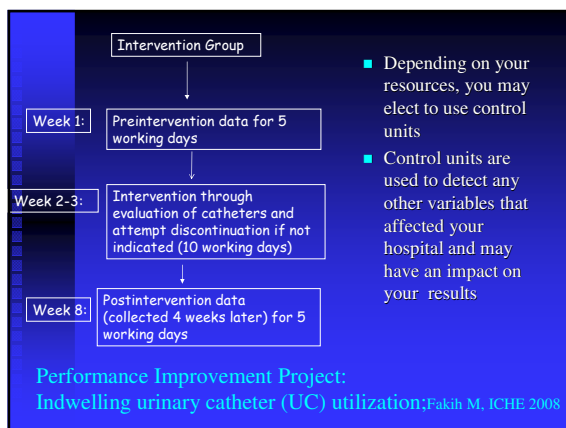 Intervention Group
Week 1:
Preintervention data for 5
working days
Week 2-3:
Intervention through
evaluation of catheters and
attempt discontinuation if not
indicated (10 working days)
Week 8:
Postintervention data
(collected 4 weeks later) for 5
working days
Depending on your
resources, you may
elect to use control
units
Control units are
used to detect any
other variables that
affected your
hospital and may
have an impact on
your results
Performance Improvement Project:
Indwelling urinary catheter (UC) utilization;Fakih M, ICHE 2008